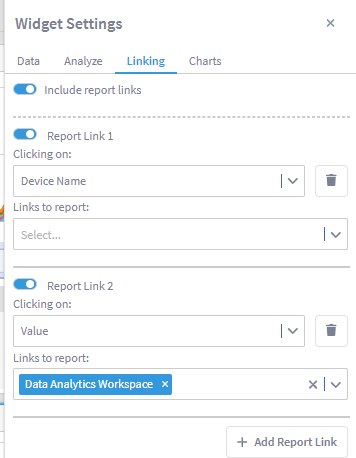 Widget Settings
Data Analyze Linking Charts
Include report links
Report Link 1
Clicking on:
Device Name
Links to report:
Select...
Report Link 2
Clicking on:
Value
Links to report:
Data Analytics Workspace
Add Report Link